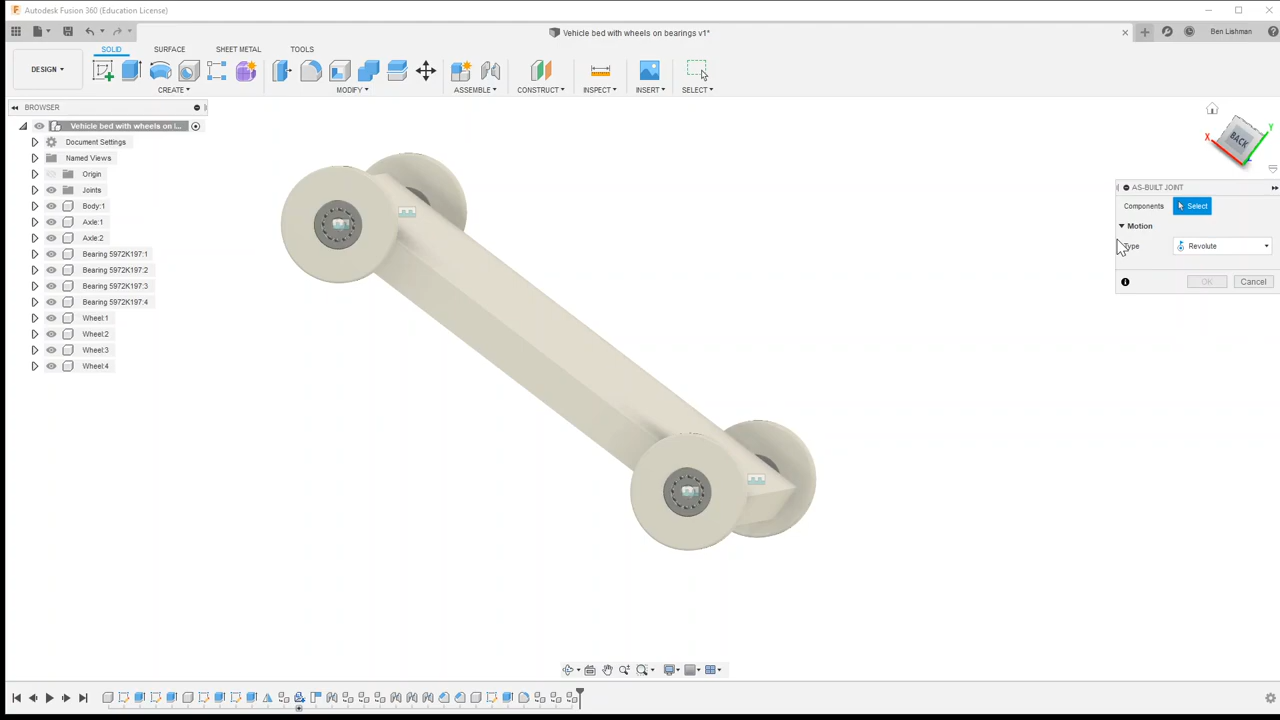 Autodesk Fusion 360 (Education License)
Vehicle bed with wheels on bearings v1*
Ben Lishman
SOLID SURFACE SHEET METAL TOOLS
DESIGN
CREATE MODIFY ASSEMBLE CONSTRUCT INSPECT INSERT SELECT
BROWSER
Vehicle bed with wheels on l...
Document Settings
Named Views
Origin
Joints
Body:1
Axle:1
Axle:2
Bearing 5972K197:1
Bearing 5972K197:2
Bearing 5972K197:3
Bearing 5972K197:4
Wheel:1
Wheel:2
Wheel:3
Wheel:4
X
Y
BACK
AS-BUILT JOINT
Components Select
Motion
Type Revolute
OK Cancel